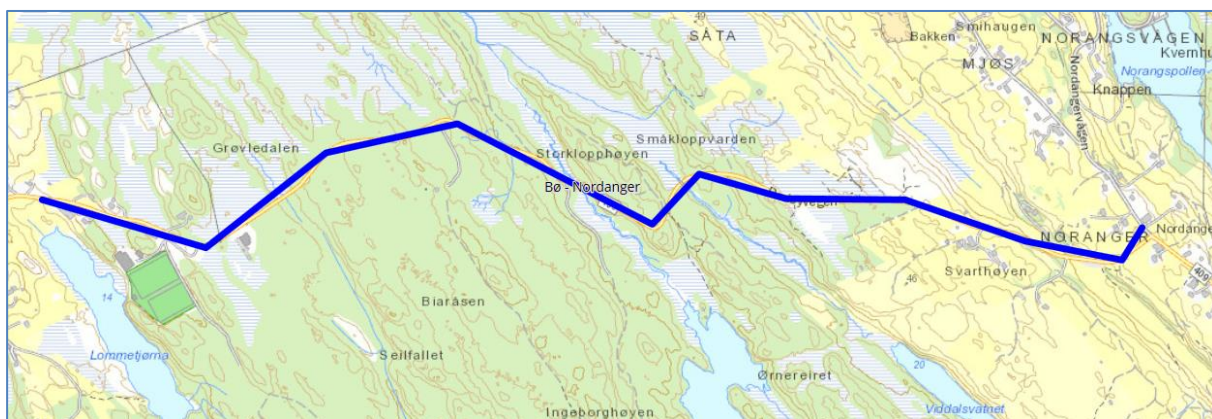 49
SÅTA
Smihaugen
Bakken
NORANGSVÅGEN
Kvernhu
MJØS
Norangspollen
Knappen
Nordangervågen
Grøvledalen
Småkloppvarden
Storklopphøyen
Bø - Nordanger
NORANGER
Nordange
Svarthøyen
46
409
14
Biaråsen
Lommetjørna
Seilfallet
20
Ørnereiret
Viddalsvatnet
Ingeborghøyen